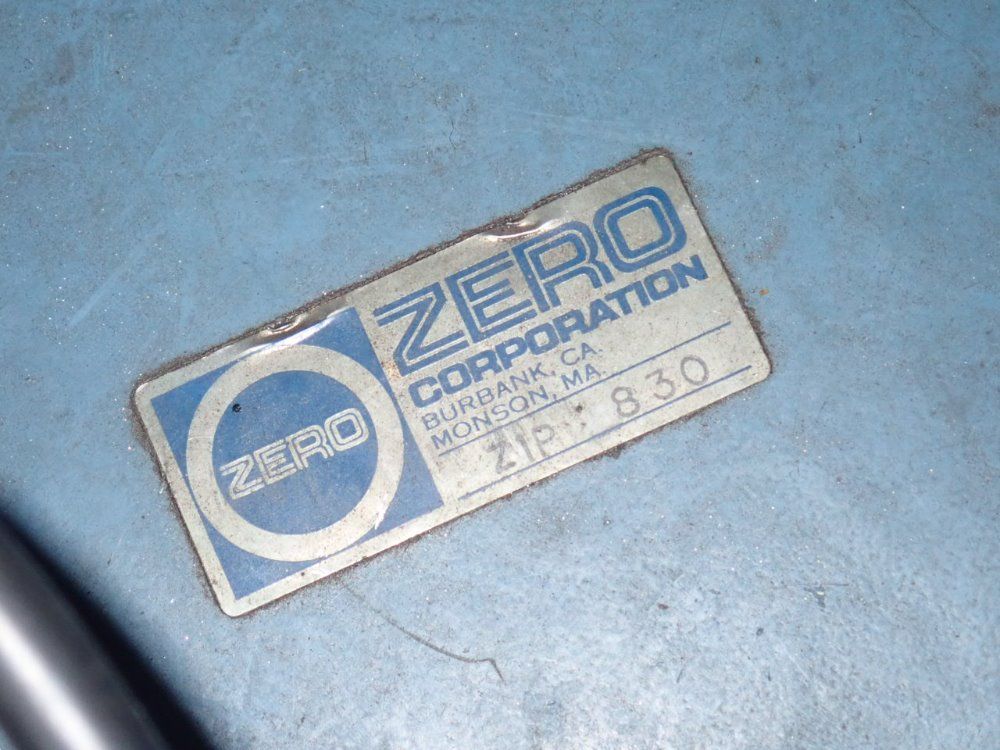 ZERO
ZERO
CORPORATION
BURBANK, CA.
MONSON, MA.
ZIP 830